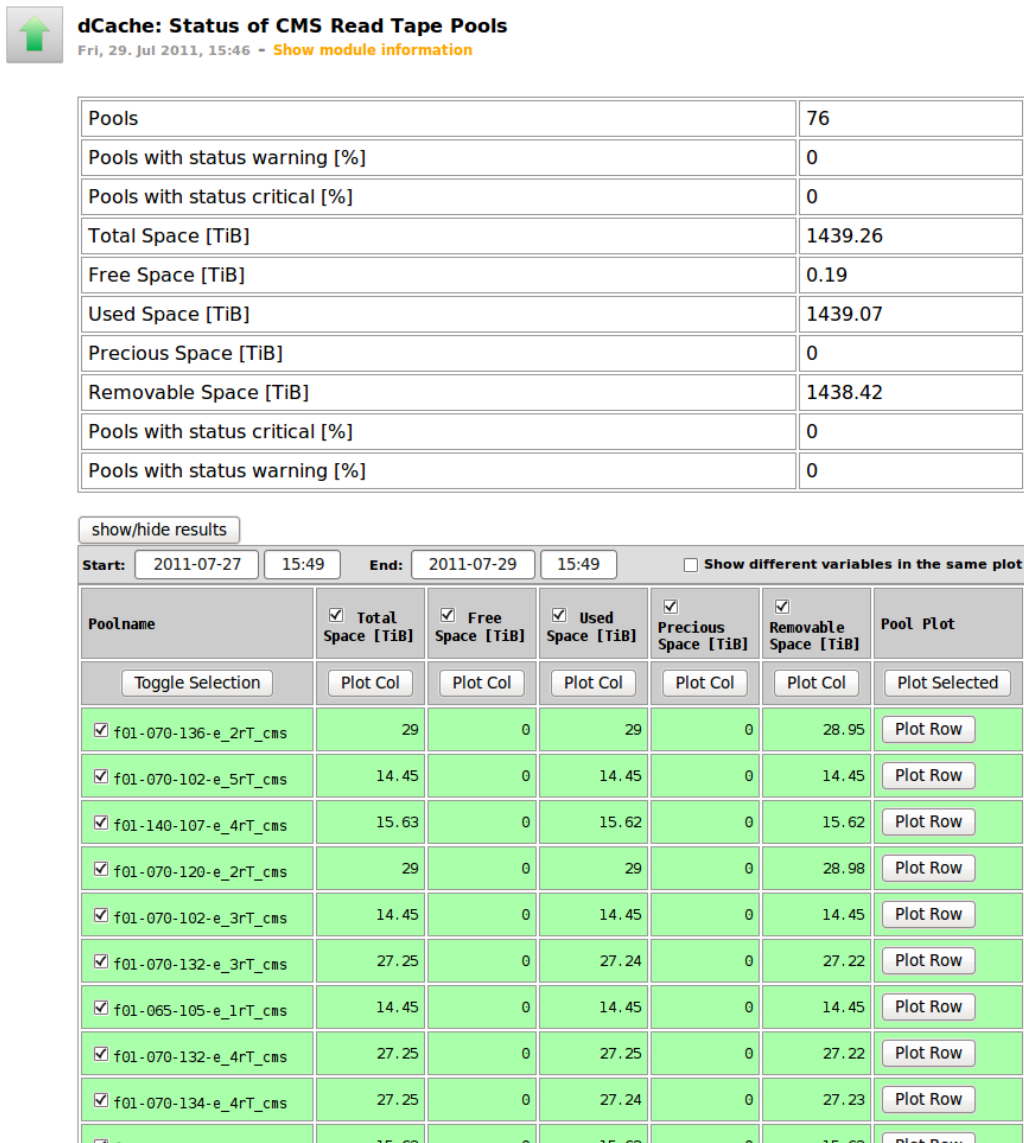 dCache: Status of CMS Read Tape Pools
Fri, 29. Jul 2011, 15:46 - Show module information
Pools 76
Pools with status warning [%] 0
Pools with status critical [%] 0
Total Space [TiB] 1439.26
Free Space [TiB] 0.19
Used Space [TiB] 1439.07
Precious Space [TiB] 0
Removable Space [TiB] 1438.42
Pools with status critical [%] 0
Pools with status warning [%] 0
show/hide results
Start: 2011-07-27 15:49 End: 2011-07-29 15:49 Show different variables in the same plot
Poolname Total Space [TiB] Free Space [TiB] Used Space [TiB] Precious Space [TiB] Removable Space [TiB] Pool Plot
Toggle Selection Plot Col Plot Col Plot Col Plot Col Plot Col Plot Selected
f01-070-136-e_2rT_cms 29 0 29 0 28.95 Plot Row
f01-070-102-e_5rT_cms 14.45 0 14.45 0 14.45 Plot Row
f01-140-107-e_4rT_cms 15.63 0 15.62 0 15.62 Plot Row
f01-070-120-e_2rT_cms 29 0 29 0 28.98 Plot Row
f01-070-102-e_3rT_cms 14.45 0 14.45 0 14.45 Plot Row
f01-070-132-e_3rT_cms 27.25 0 27.24 0 27.22 Plot Row
f01-065-105-e_1rT_cms 14.45 0 14.45 0 14.45 Plot Row
f01-070-132-e_4rT_cms 27.25 0 27.25 0 27.22 Plot Row
f01-070-134-e_4rT_cms 27.25 0 27.24 0 27.23 Plot Row